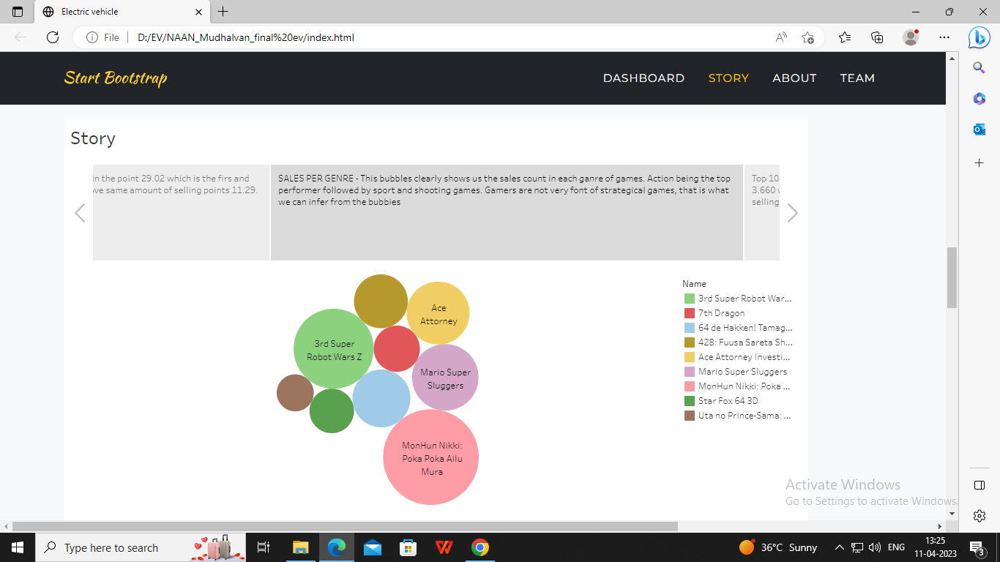 Electric vehicle
File
D:/EV/NAAN_Mudhalvan_final%20ev/index.html
Start Bootstrap
DASHBOARD
STORY
ABOUT
TEAM
Story
in the point 29.02 which is the firs and
ve same amount of selling points 11.29.
SALES PER GENRE - This bubbles clearly shows us the sales count in each ganre of games. Action being the top
performer followed by sport and shooting games. Gamers are not very font of strategical games, that is what
we can infer from the bubbies
Top 10
3.660
selling
Ace
Attorney
3rd Super
Robot Wars Z
Mario Super
Sluggers
MonHun Nikki:
Poka Poka Ailu
Mura
Name
3rd Super Robot War...
7th Dragon
64 de Hakken! Tamag...
428: Fuusa Sareta Sh...
Ace Attorney Investi...
Mario Super Sluggers
MonHun Nikki: Poka ...
Star Fox 64 3D
Uta no Prince-Sama: ...
Activate Windows
Go to Settings to activate Windows.
Type here to search
36°C Sunny
ENG
13:25
11-04-2023
3